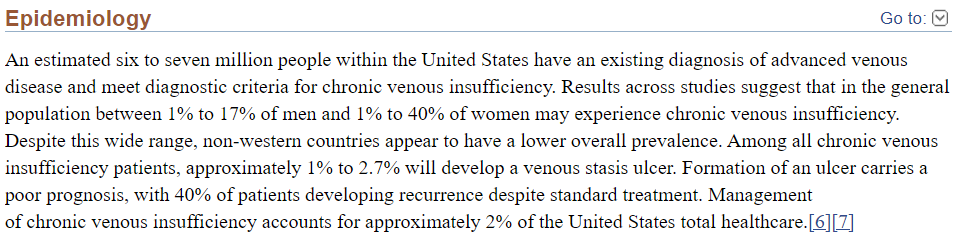 Epidemiology
Go to:
An estimated six to seven million people within the United States have an existing diagnosis of advanced venous
disease and meet diagnostic criteria for chronic venous insufficiency. Results across studies suggest that in the general
population between 1% to 17% of men and 1% to 40% of women may experience chronic venous insufficiency.
Despite this wide range, non-western countries appear to have a lower overall prevalence. Among all chronic venous
insufficiency patients, approximately 1% to 2.7% will develop a venous stasis ulcer. Formation of an ulcer carries a
poor prognosis, with 40% of patients developing recurrence despite standard treatment. Management
of chronic venous insufficiency accounts for approximately 2% of the United States total healthcare.[6][7]